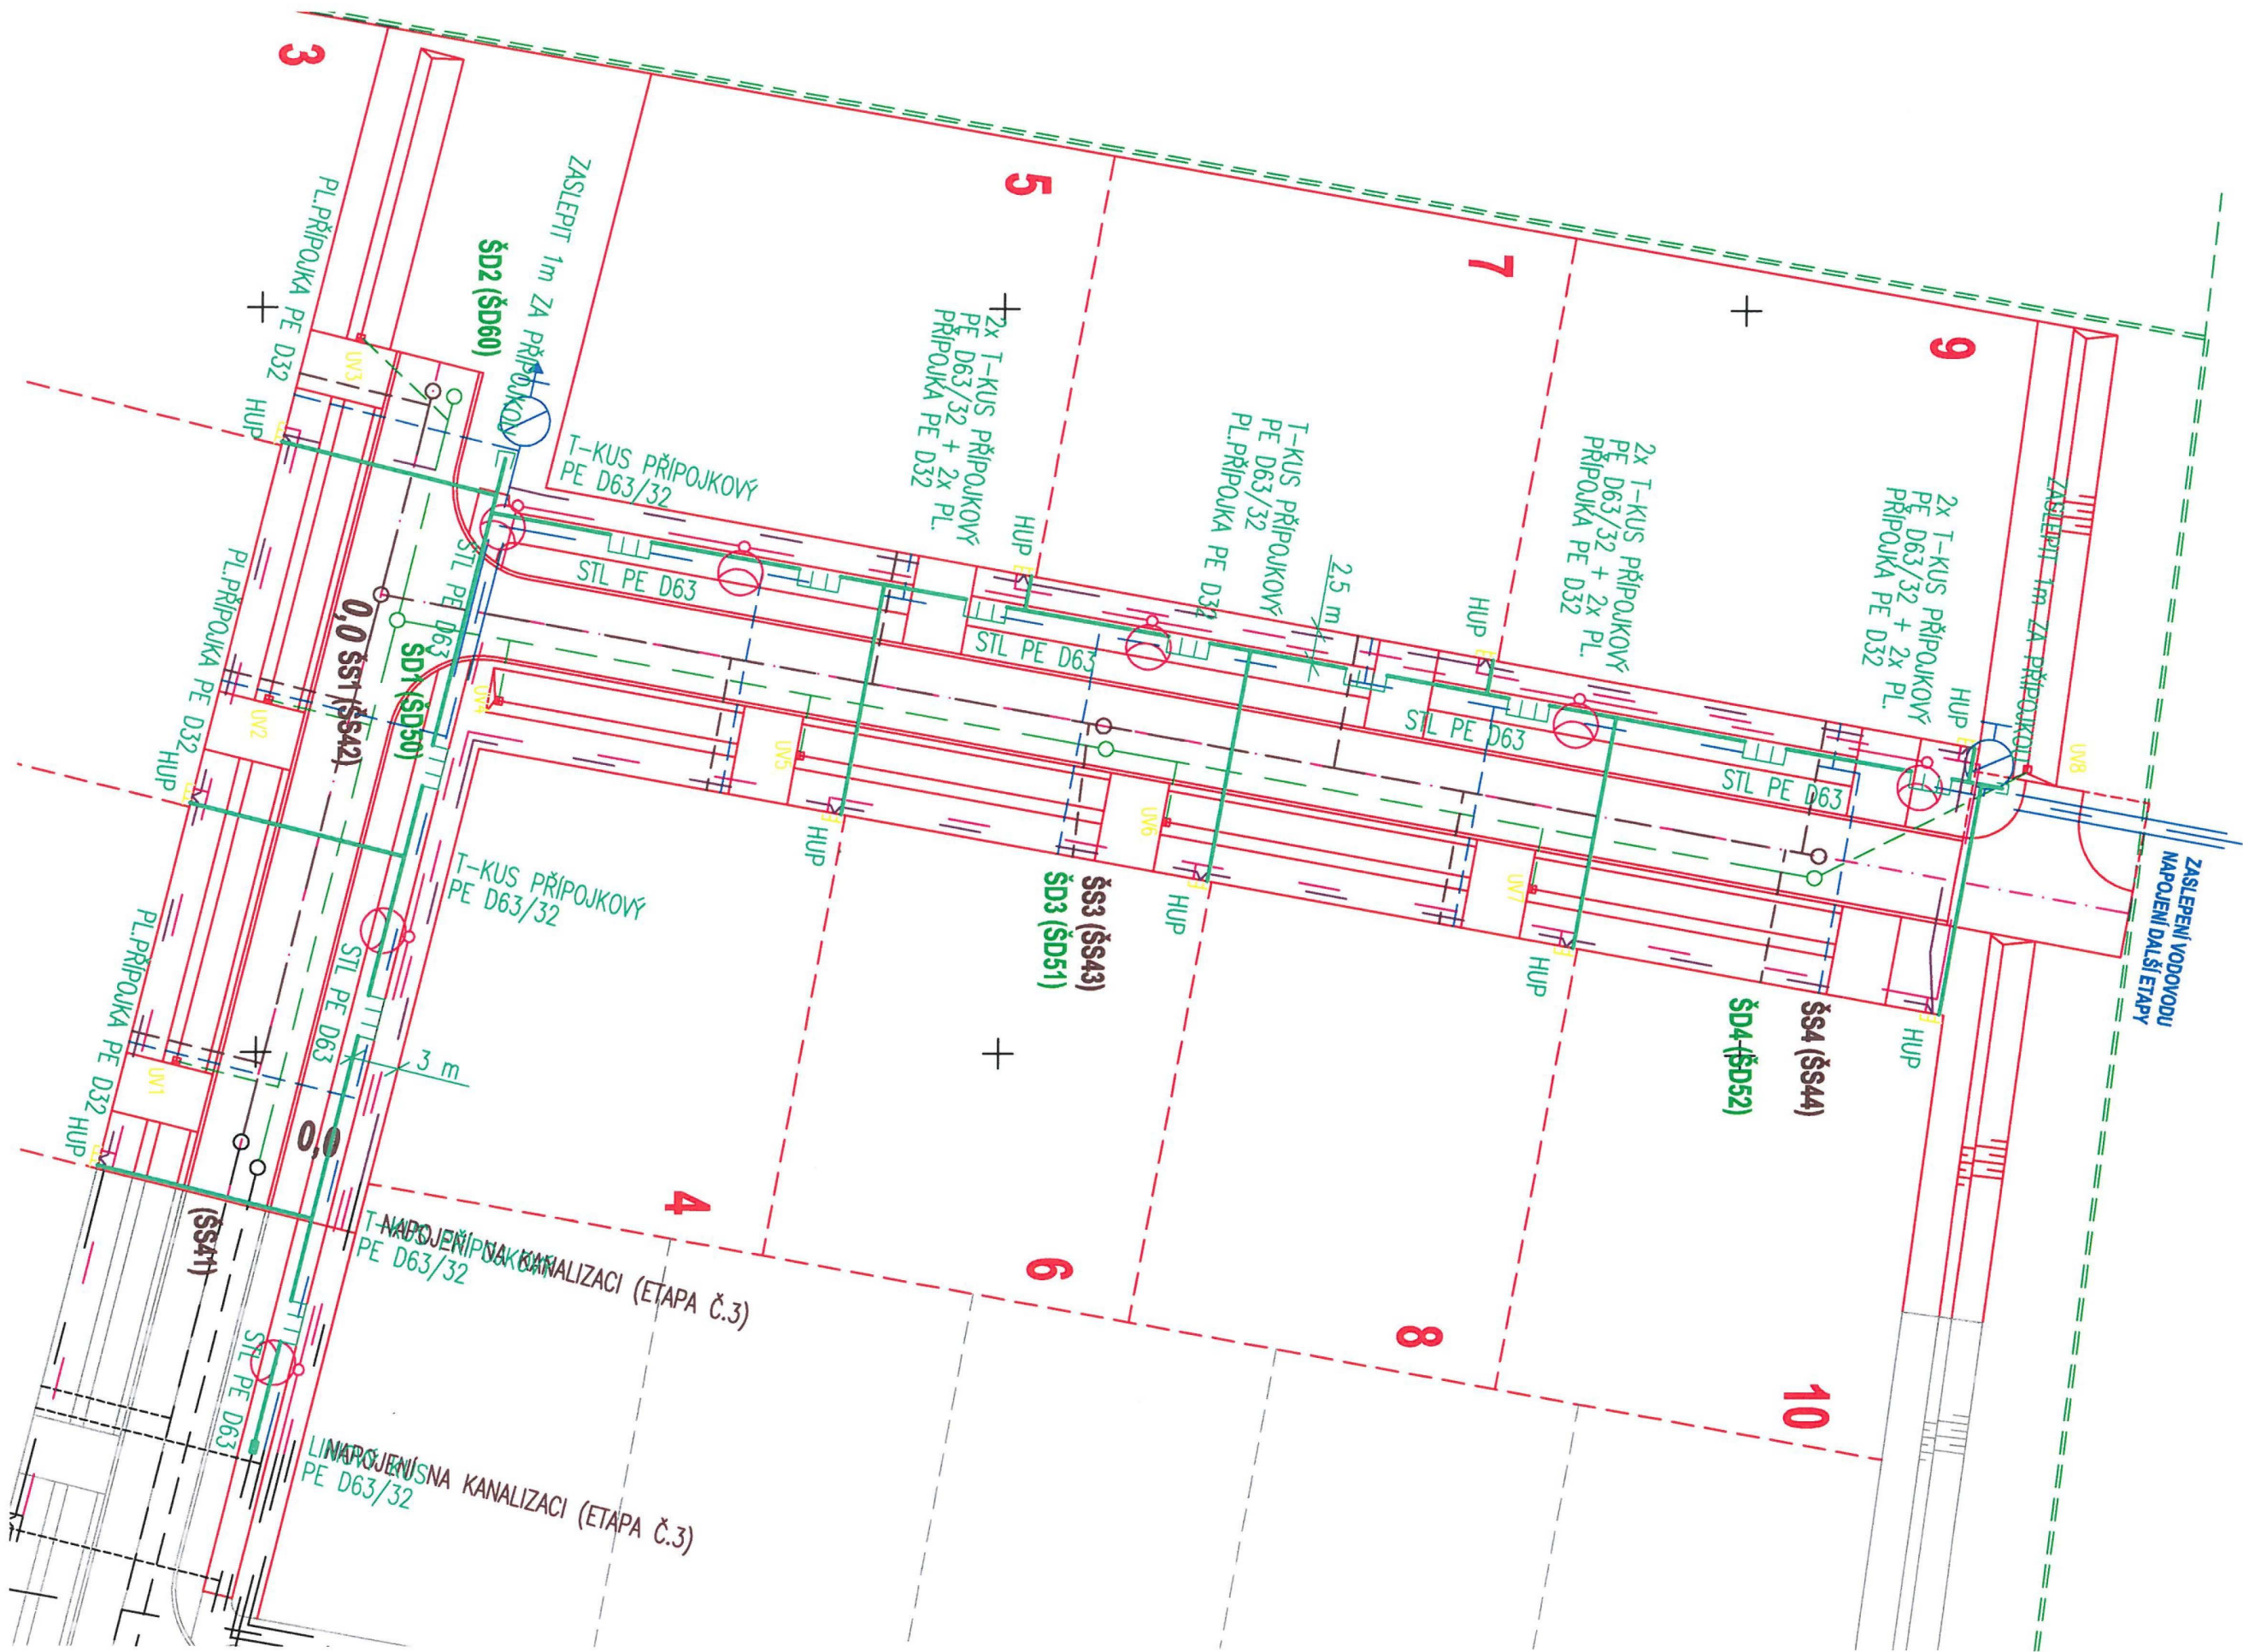 3
5
7
9
4
6
8
10
PL.PŘÍPOJKA PE D32
HUP
ŠD2 (ŠD60)
ZASLEPIT 1m ZA PŘÍPOJKOU
UV3
T-KUS PŘÍPOJKOVÝ
PE D63/32
2x T-KUS PŘÍPOJKOVÝ
PE D63/32 + 2x PL.
PŘÍPOJKA PE D32
HUP
T-KUS PŘÍPOJKOVÝ
PE D63/32
PL.PŘÍPOJKA PE D32
2,5 m
HUP
2x T-KUS PŘÍPOJKOVÝ
PE D63/32 + 2x PL.
PŘÍPOJKA PE D32
2x T-KUS PŘÍPOJKOVÝ
PE D63/32 + 2x PL.
PŘÍPOJKA PE D32
HUP
ZASLEPIT 1m ZA PŘÍPOJKOU
UV8
ZASLEPENÍ VODOVODU
NAPOJENÍ DALŠÍ ETAPY
STL PE D63
STL PE D63
STL PE D63
STL PE D63
STL PE D63
PL.PŘÍPOJKA PE D32
HUP
UV2
0,0 ŠS1 (ŠS42)
ŠD1 (ŠD50)
UV4
UV5
HUP
UV6
HUP
UV7
HUP
HUP
ŠD3 (ŠD51)
ŠS3 (ŠS43)
ŠD4 (ŠD52)
ŠS4 (ŠS44)
T-KUS PŘÍPOJKOVÝ
PE D63/32
STL PE D63
3 m
PL.PŘÍPOJKA PE D32
HUP
UV1
0,0
(ŠS41)
T-KUS PŘÍPOJKOVÝ
PE D63/32
NAPOJENÍ NA KANALIZACI (ETAPA Č.3)
STL PE D63
PE D63/32
NAPOJENÍ NA KANALIZACI (ETAPA Č.3)